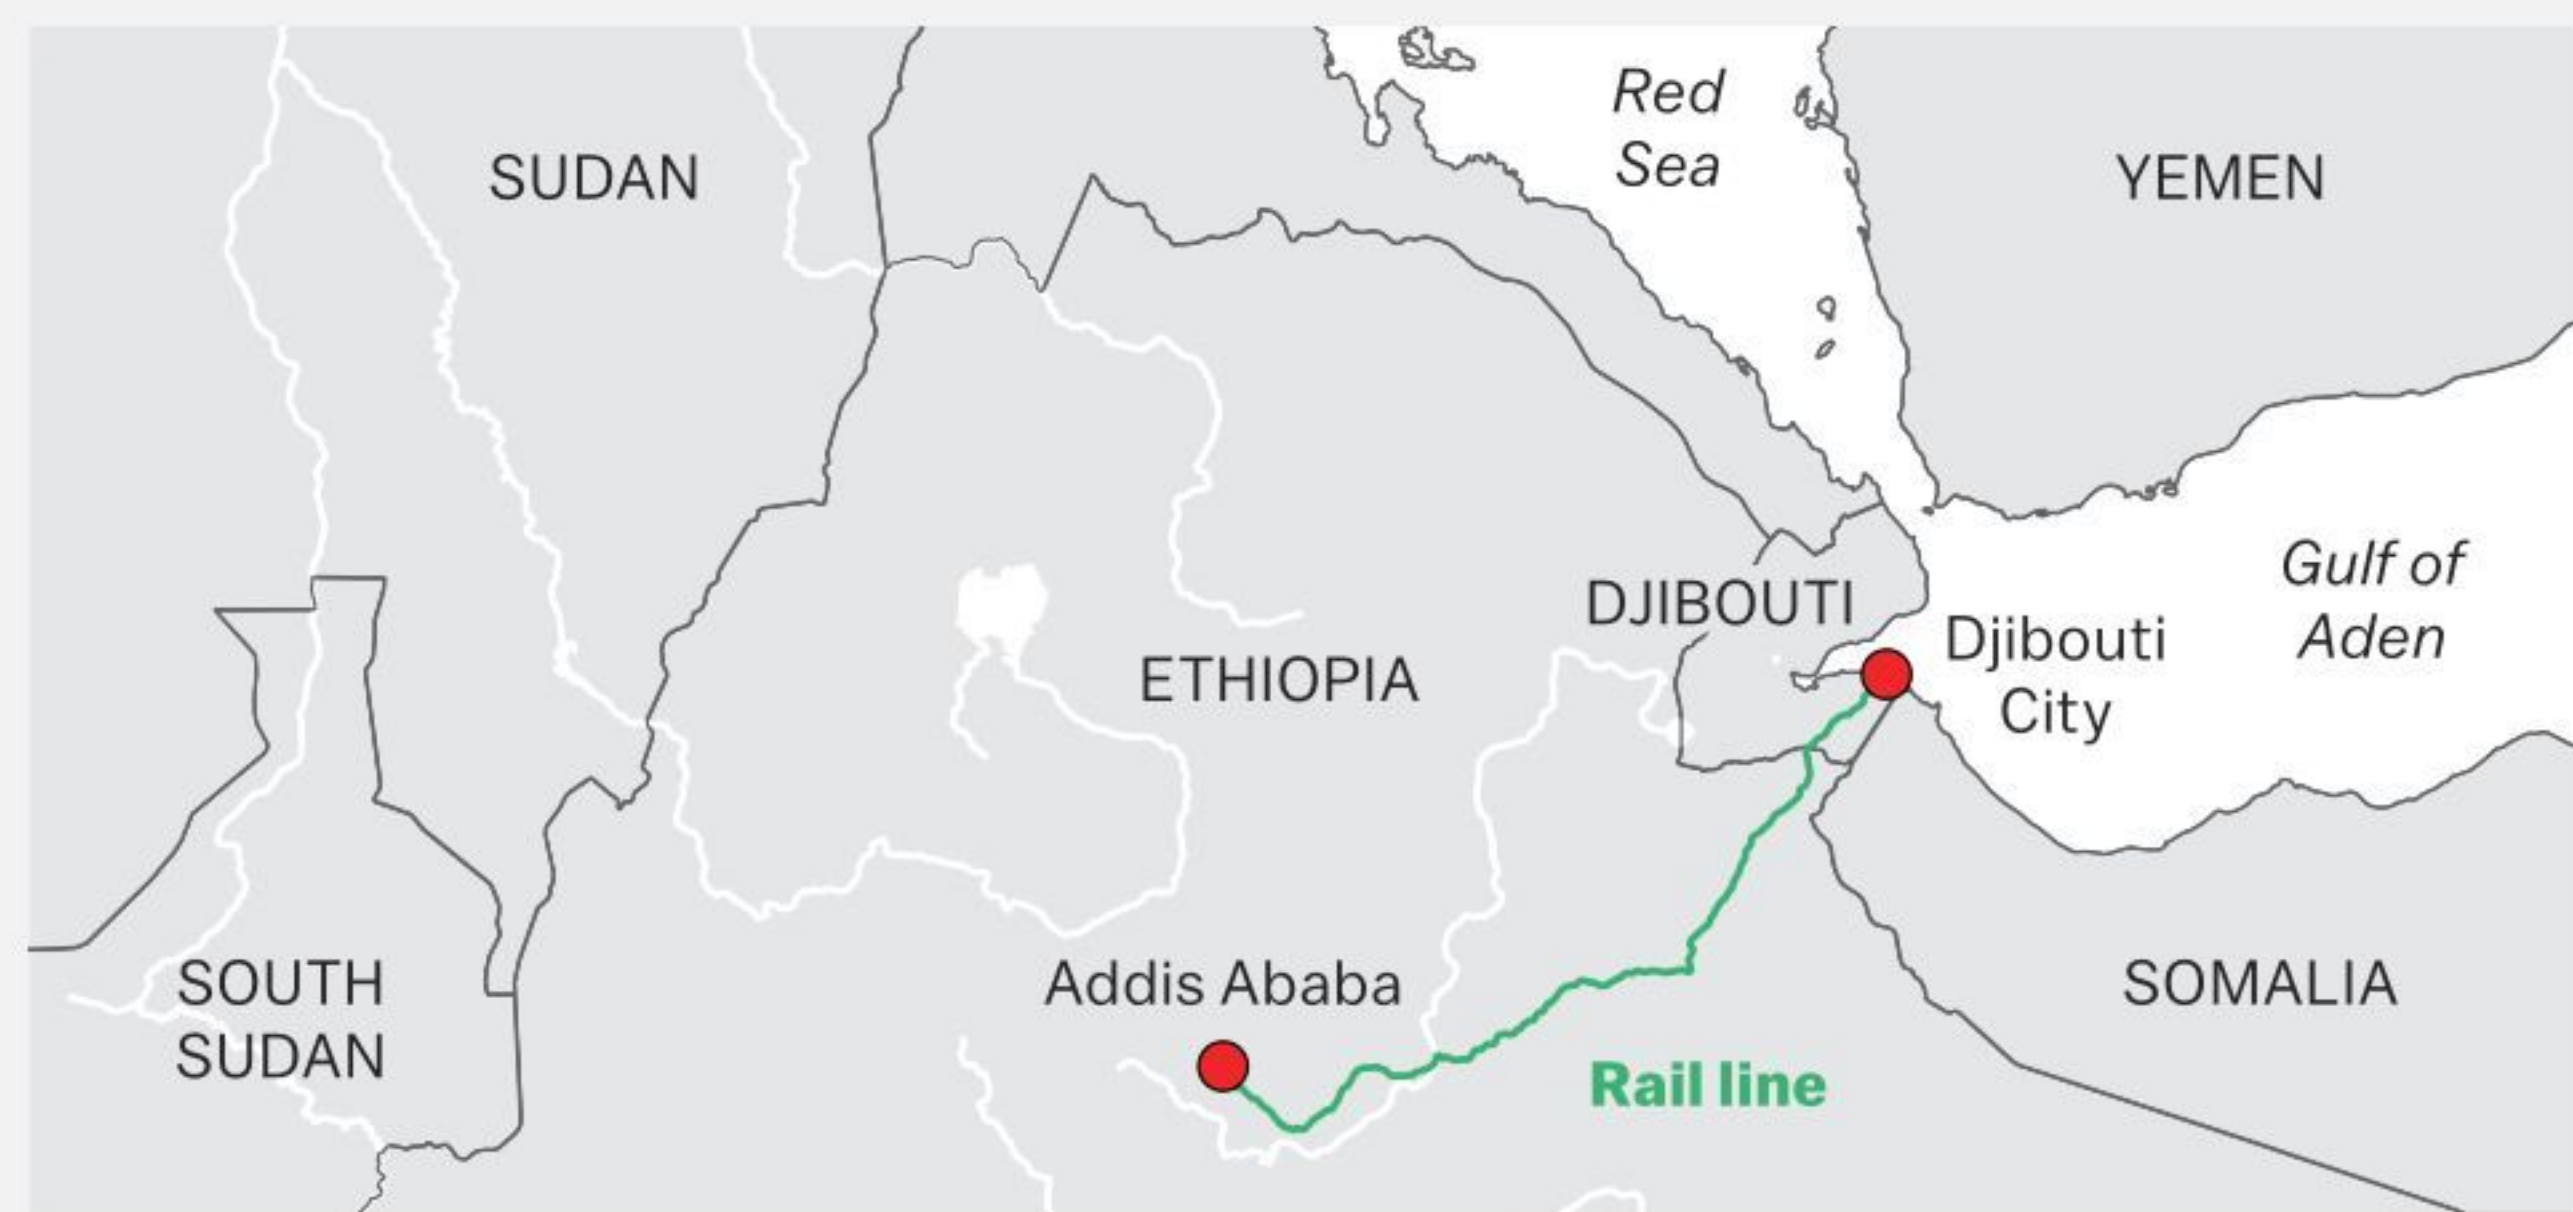 Red
Sea
SUDAN
YEMEN
Gulf of
Aden
DJIBOUTI
Djibouti
City
ETHIOPIA
SOUTH
SUDAN
Addis Ababa
SOMALIA
Rail line